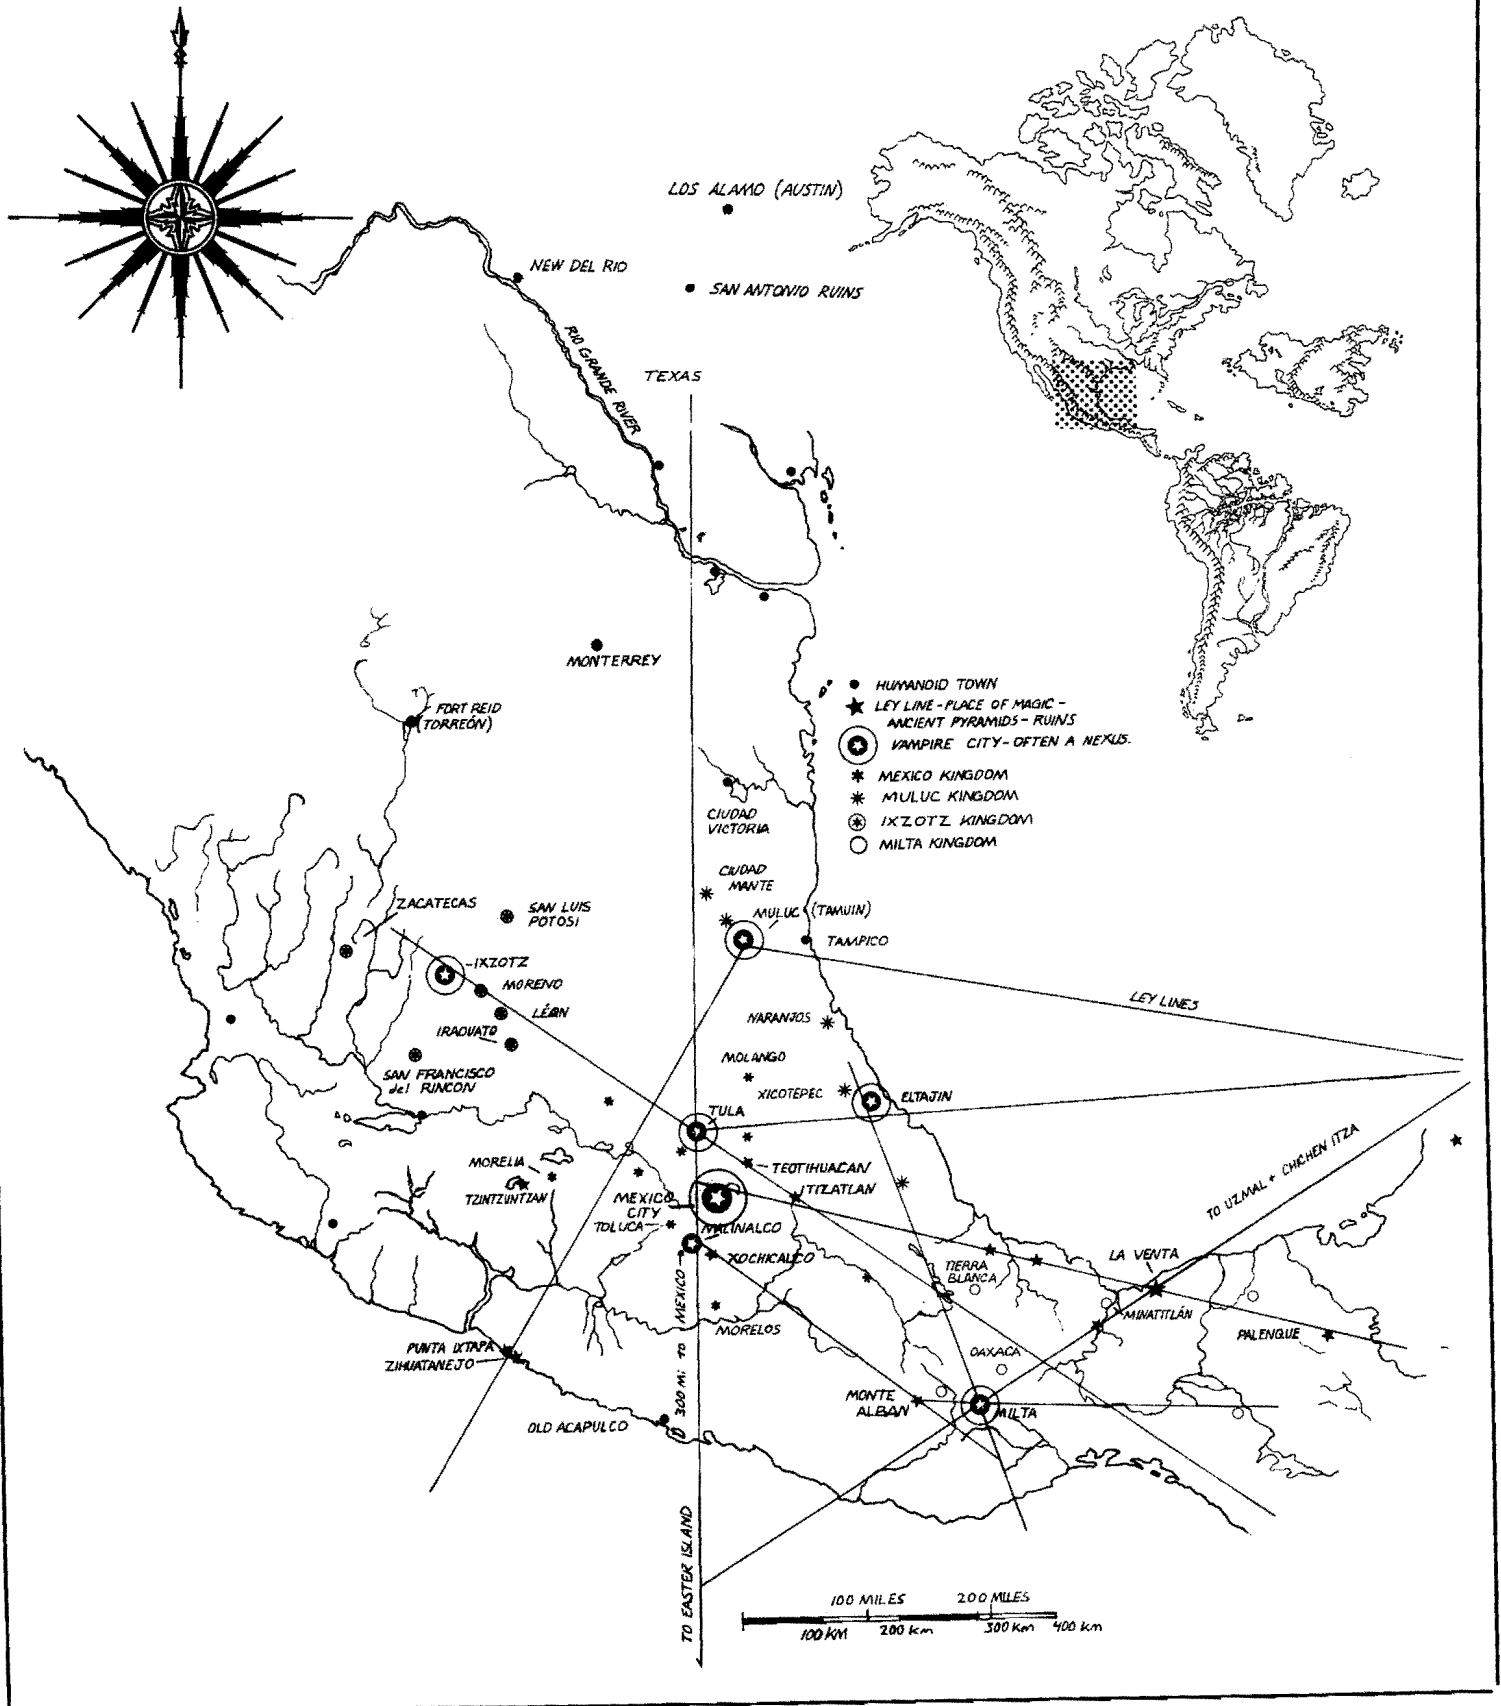 LOS ALAMO (AUSTIN)
NEW DEL RIO
SAN ANTONIO RUINS
RIO GRANDE RIVER
TEXAS
MONTERREY
FORT REID
(TORREÓN)
HUMANOID TOWN
LEY LINE - PLACE OF MAGIC -
ANCIENT PYRAMIDS - RUINS
VAMPIRE CITY - OFTEN A NEXUS.
MEXICO KINGDOM
MULUC KINGDOM
IXZOTZ KINGDOM
MILTA KINGDOM
CIUDAD
VICTORIA
CIUDAD
MANTE
ZACATECAS
SAN LUIS
POTOSI
MULUC (TAMUIN)
TAMPICO
IXZOTZ
MORENO
LEY LINES
LÉON
NARANJOS
IRAOUATO
MOLANGO
SAN FRANCISCO
del RINCON
XICOTEPEC
ELTAJIN
TULA
TO UZMAL + CHICHEN ITZA
MORELIA
TEOTIHUACAN
TZINTZUNTZAN
MEXICO
CITY
TITZATLAN
TOLUCA
MALINALCO
XOCHICALCO
TIERRA
BLANCA
LA VENTA
MINATITLÁN
PALENQUE
MORELOS
PUNTA IXTAPA
ZIHUATANEJO
300 MI TO MEXICO
OAXACA
MONTE
ALBAN
MILTA
OLD ACAPULCO
TO EASTER ISLAND
100 MILES
200 MILES
100 KM
200 Km
300 Km
400 Km